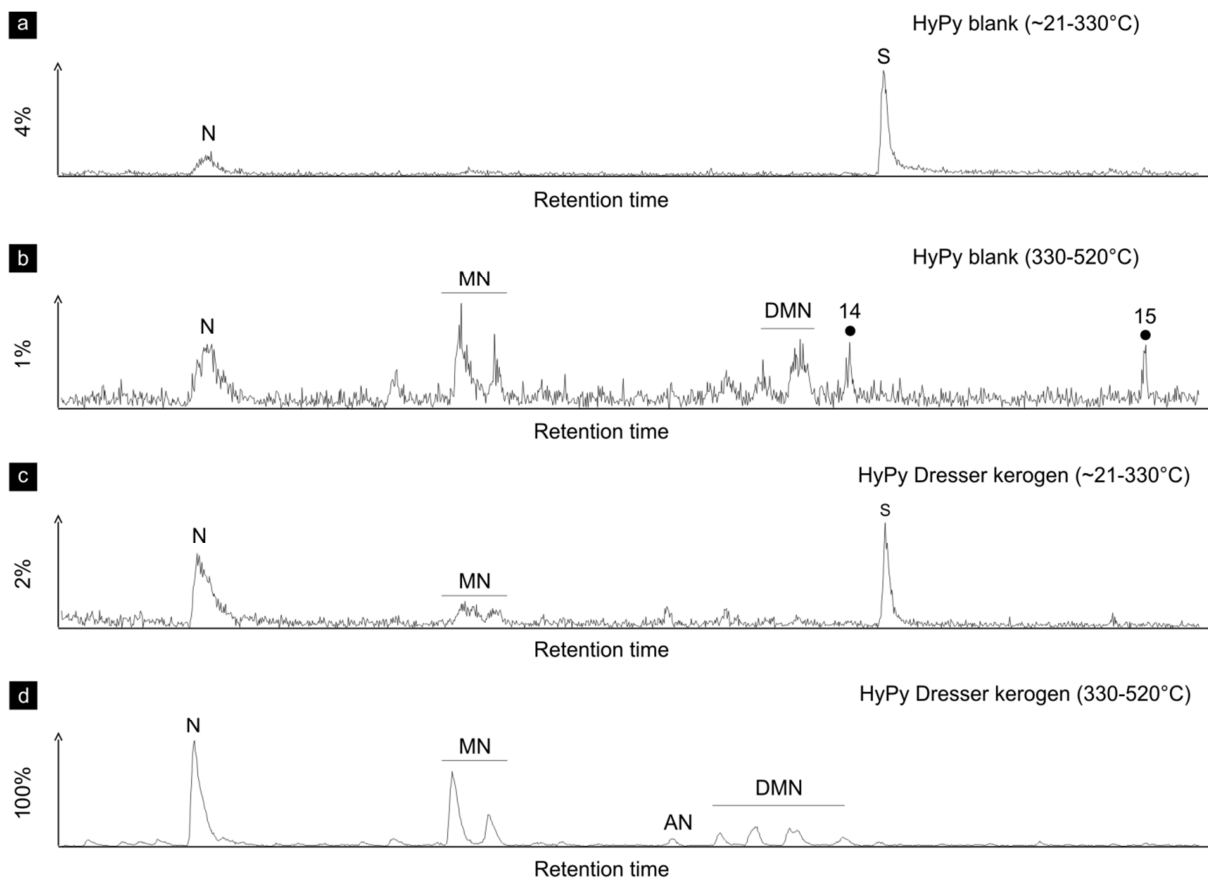 a
HyPy blank (~21-330°C)
S
N
4%
Retention time
b
HyPy blank (330-520°C)
MN
DMN
14
15
N
1%
Retention time
c
HyPy Dresser kerogen (~21-330°C)
S
N
MN
2%
Retention time
d
HyPy Dresser kerogen (330-520°C)
N
MN
DMN
AN
100%
Retention time